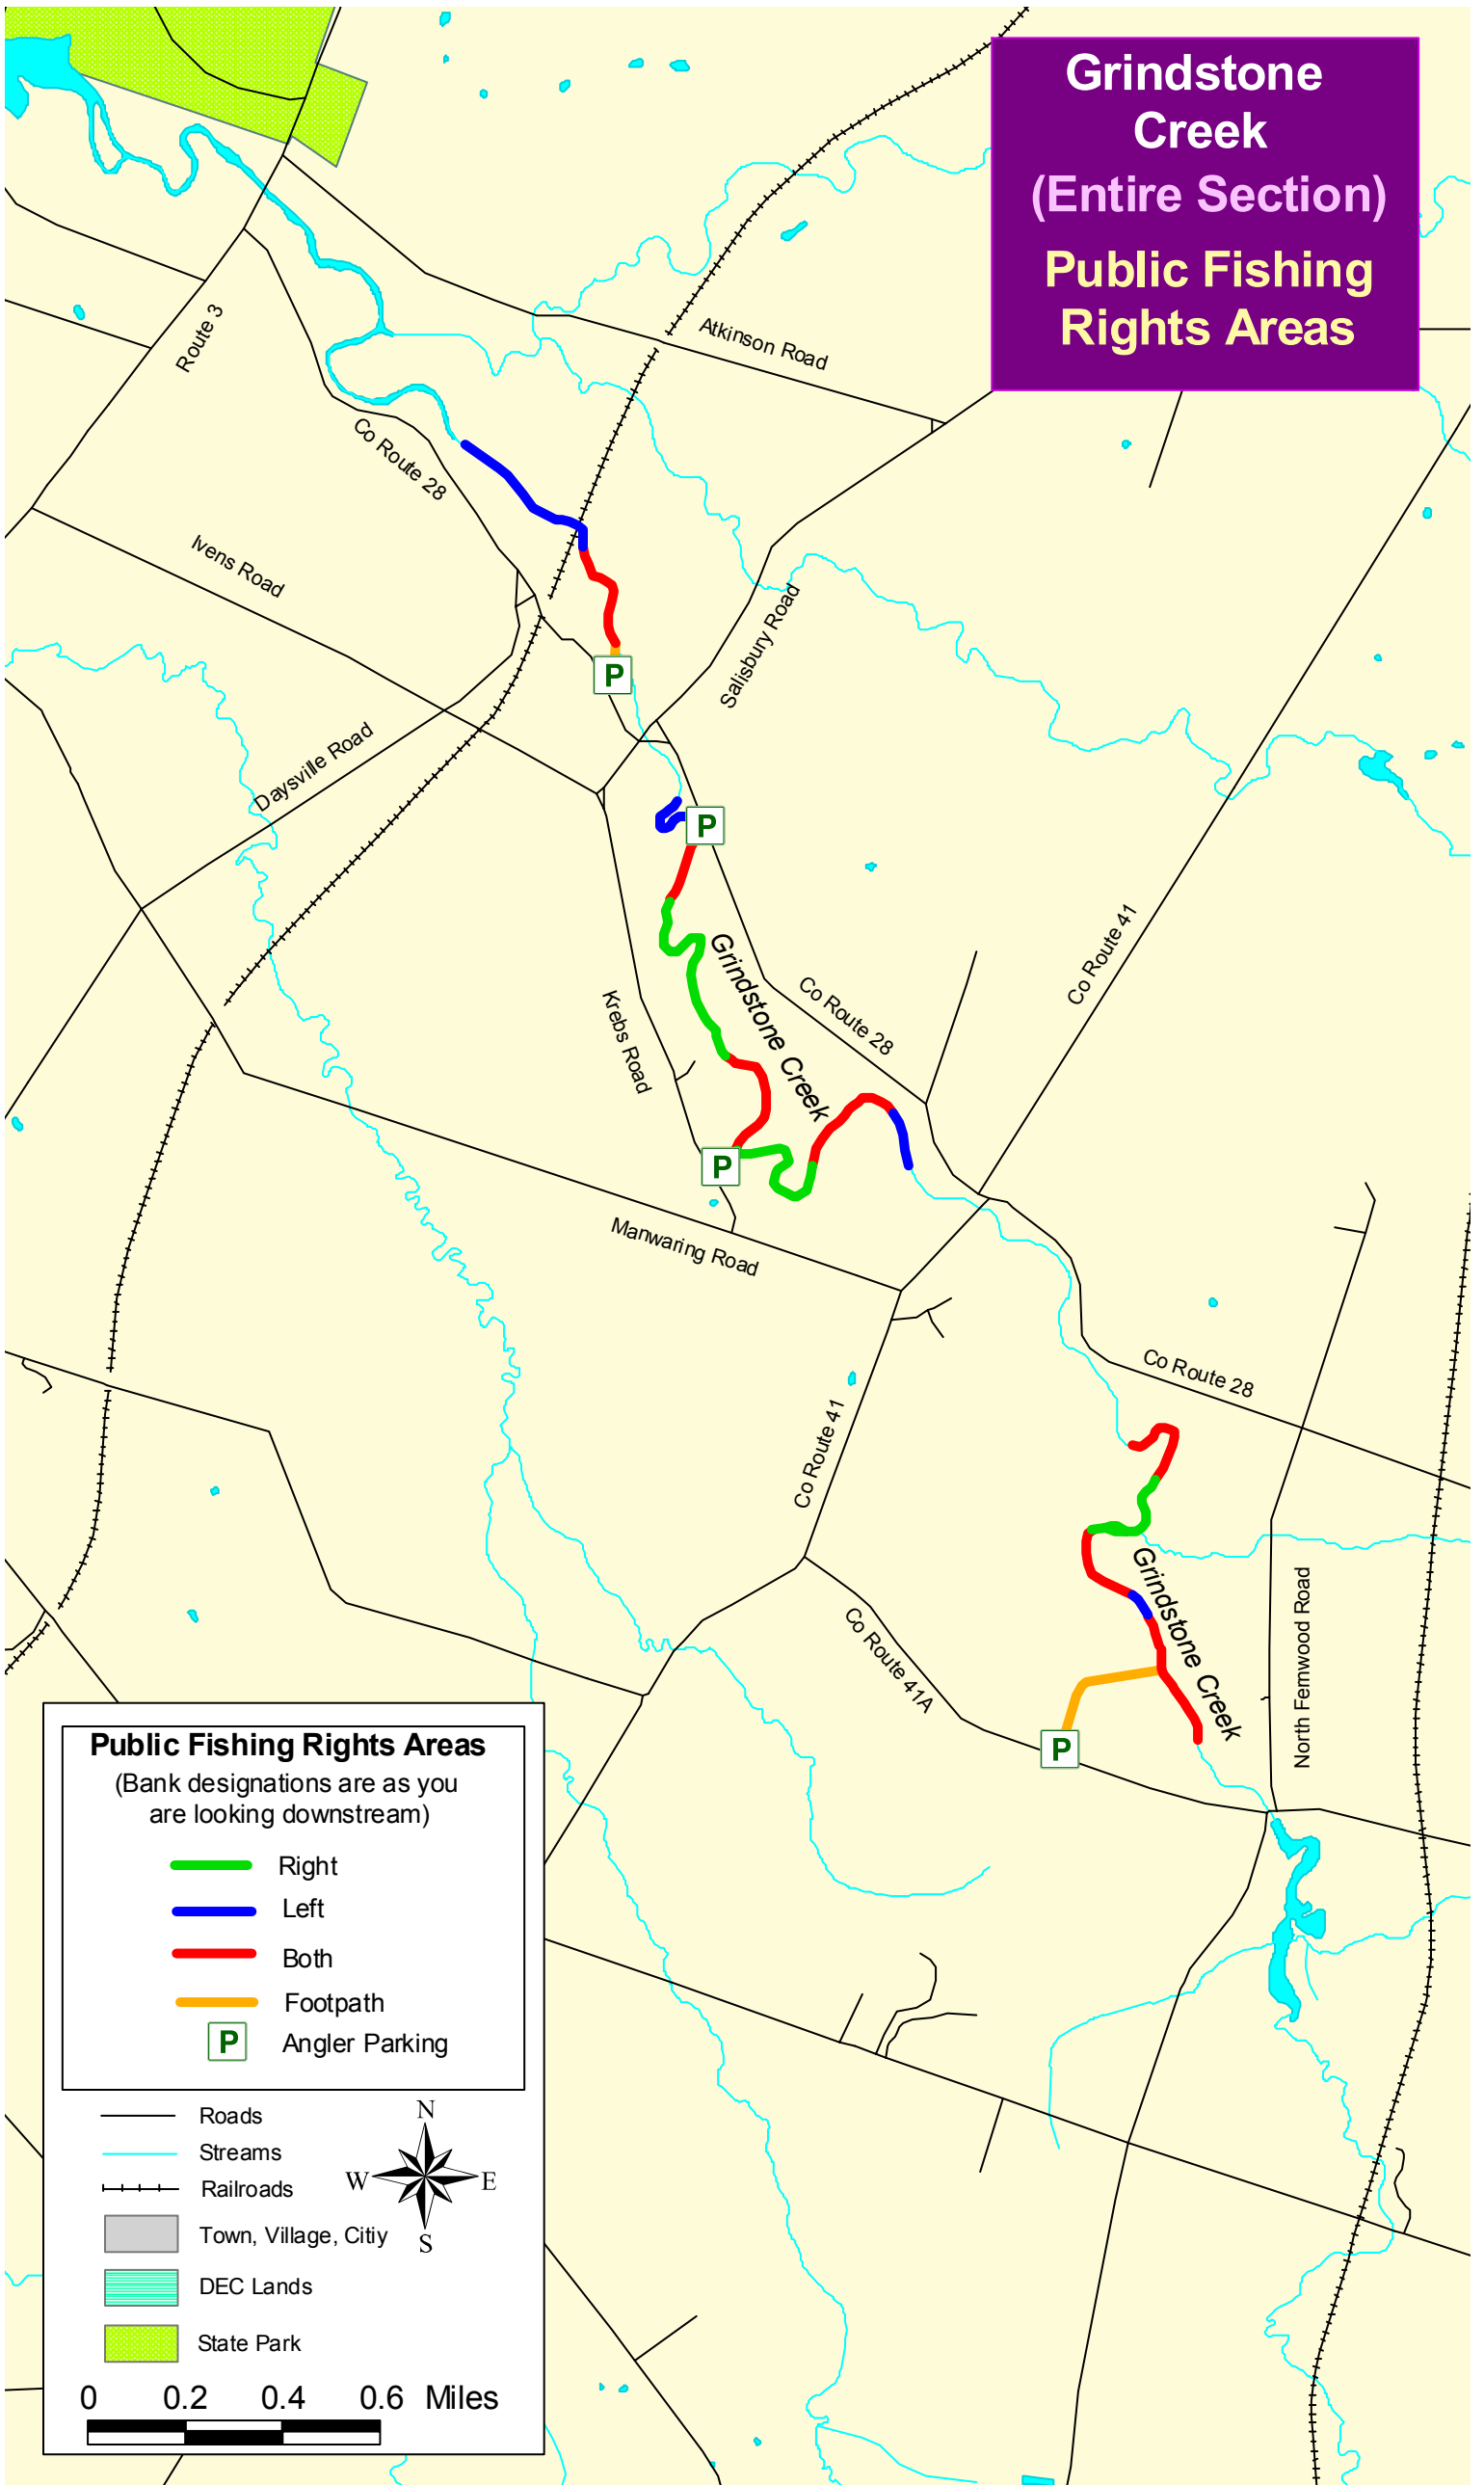 Grindstone
Creek
(Entire Section)
Public Fishing
Rights Areas
Route 3
Atkinson Road
Co Route 28
Ivens Road
Salisbury Road
P
Daysville Road
P
Co Route 41
Grindstone Creek
Co Route 28
Krebs Road
P
Manwaring Road
Co Route 28
Co Route 41
Grindstone Creek
North Fernwood Road
Co Route 41A
P
Public Fishing Rights Areas
(Bank designations are as you
are looking downstream)
Right
Left
Both
Footpath
P Angler Parking
Roads
Streams
Railroads
Town, Village, Citiy
DEC Lands
State Park
N
W E
S
0 0.2 0.4 0.6 Miles